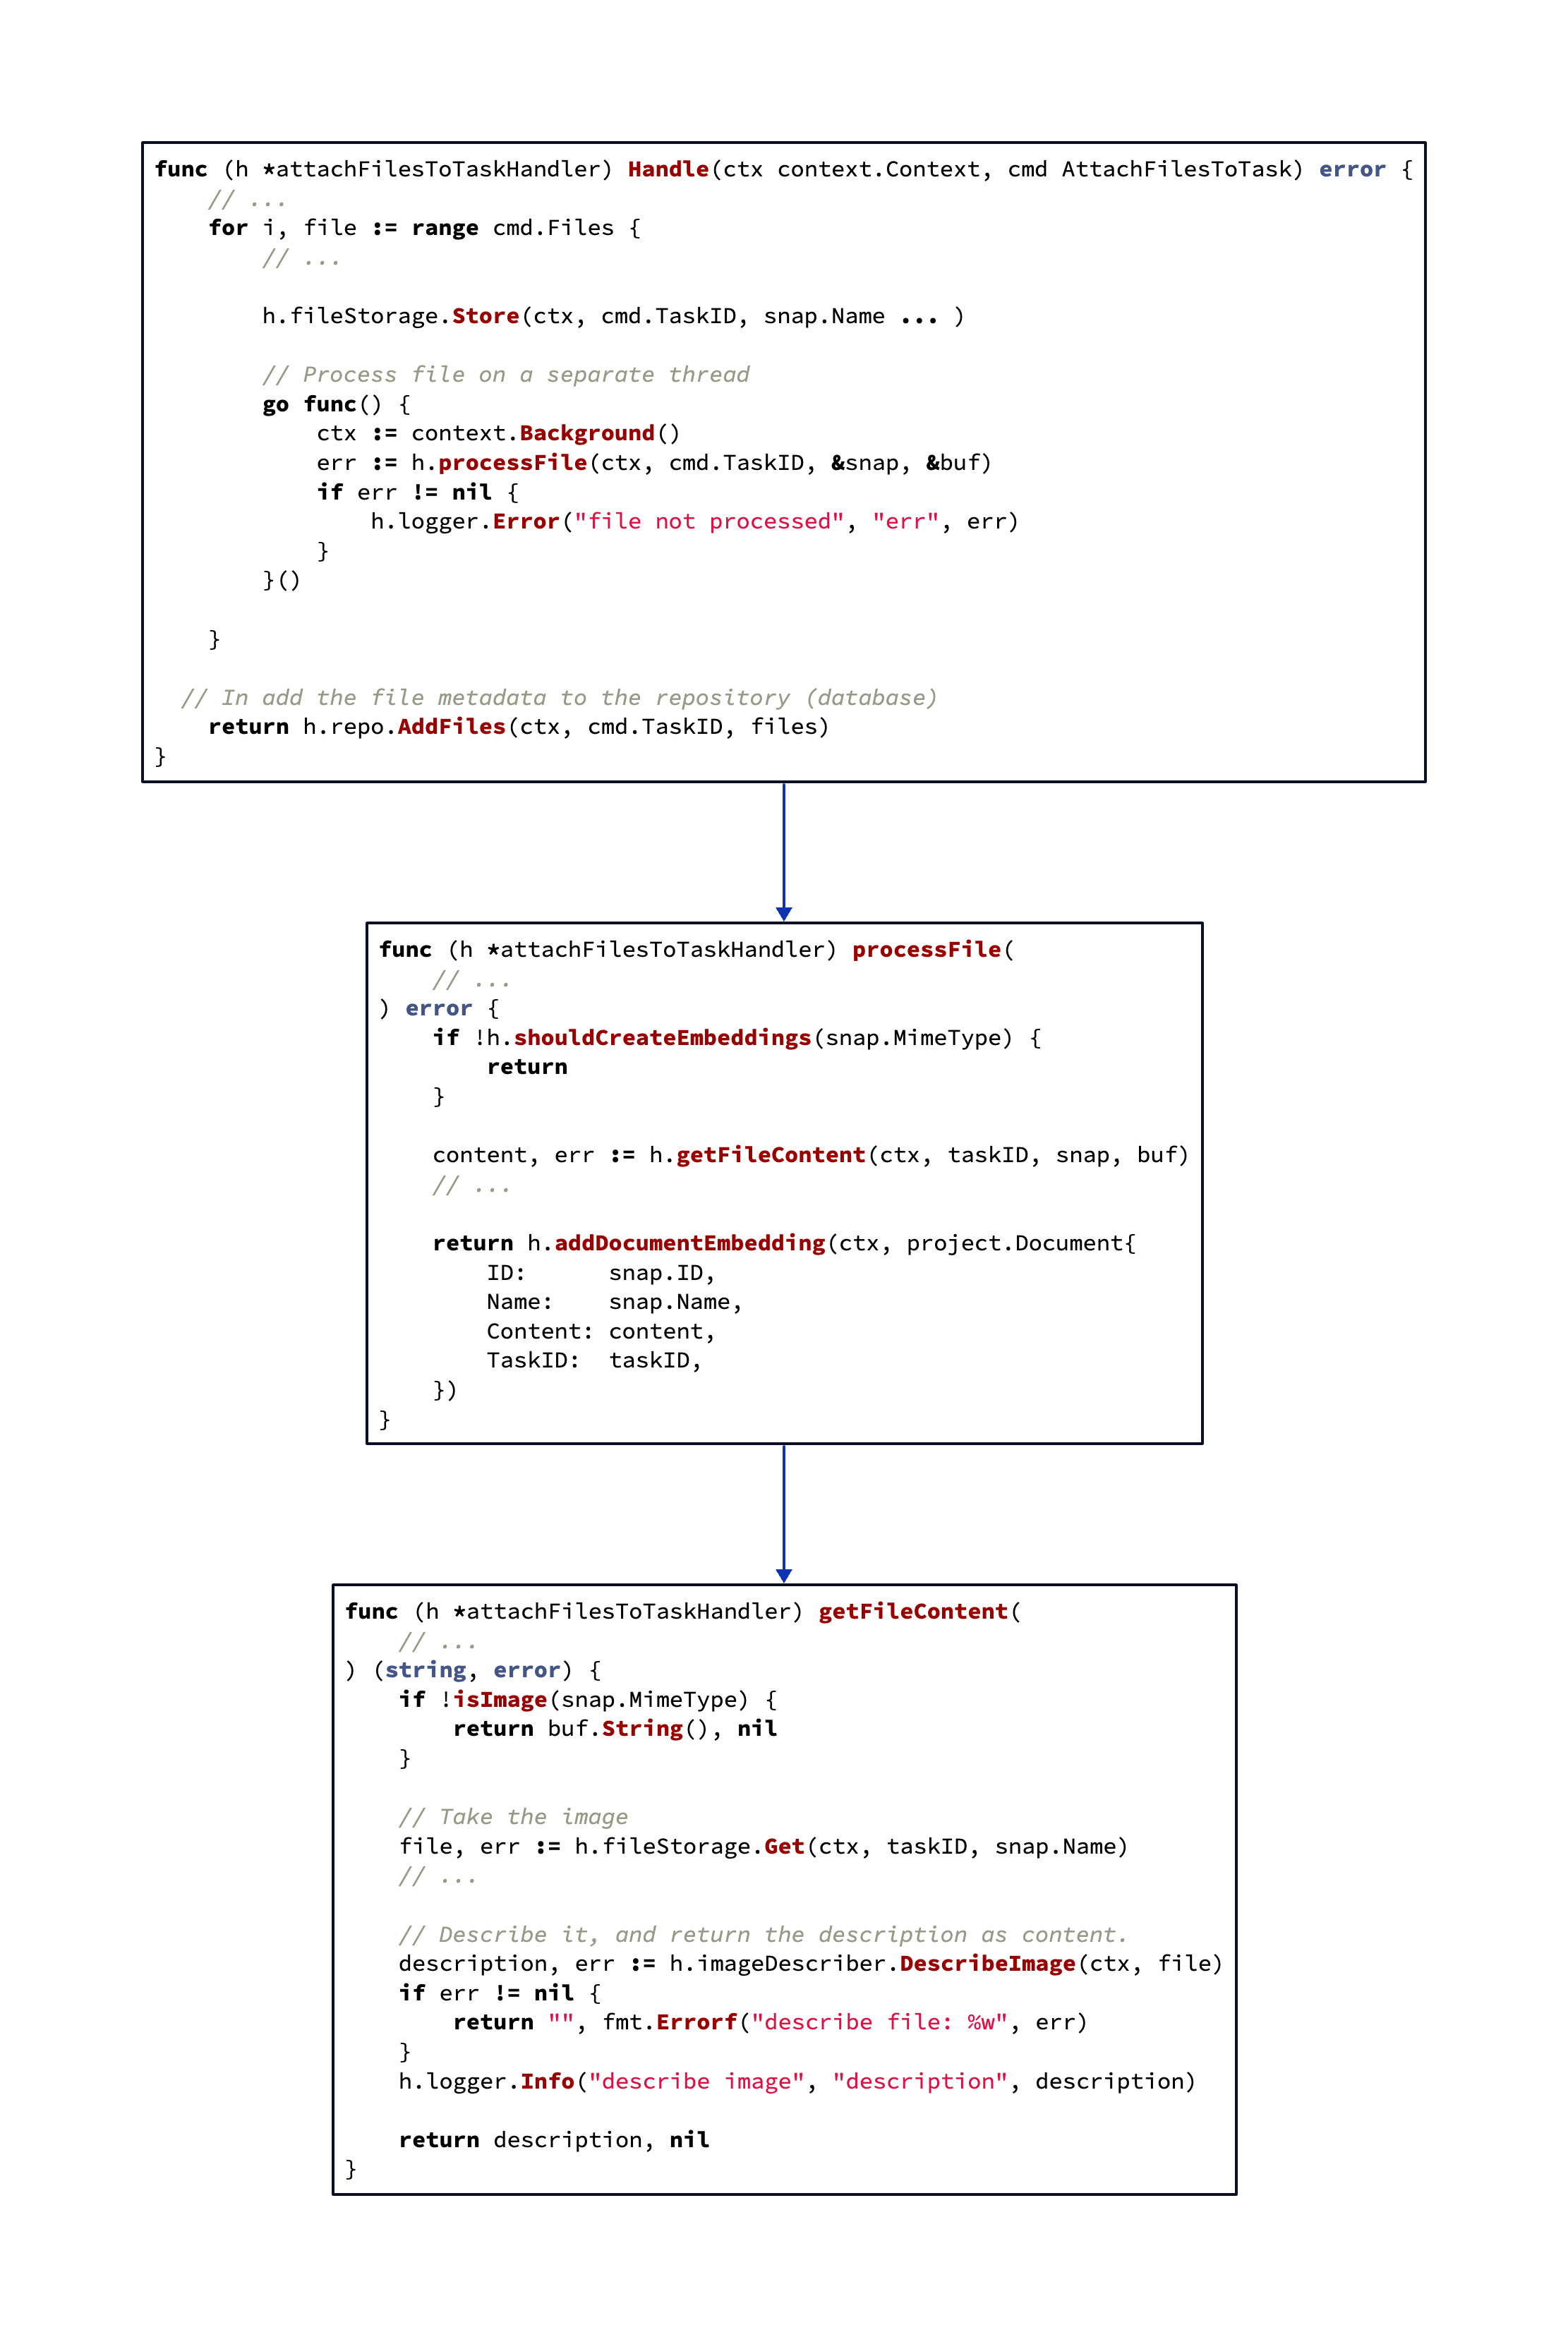 func (h *attachFilesToTaskHandler) Handle(ctx context.Context, cmd AttachFilesToTask) error {
    // ...
    for i, file := range cmd.Files {
        // ...

        h.fileStorage.Store(ctx, cmd.TaskID, snap.Name ... )

        // Process file on a separate thread
        go func() {
            ctx := context.Background()
            err := h.processFile(ctx, cmd.TaskID, &snap, &buf)
            if err != nil {
                h.logger.Error("file not processed", "err", err)
            }
        }()

    }

  // In add the file metadata to the repository (database)
    return h.repo.AddFiles(ctx, cmd.TaskID, files)
}
func (h *attachFilesToTaskHandler) processFile(
    // ...
) error {
    if !h.shouldCreateEmbeddings(snap.MimeType) {
        return
    }

    content, err := h.getFileContent(ctx, taskID, snap, buf)
    // ...

    return h.addDocumentEmbedding(ctx, project.Document{
        ID:      snap.ID,
        Name:    snap.Name,
        Content: content,
        TaskID:  taskID,
    })
}
func (h *attachFilesToTaskHandler) getFileContent(
    // ...
) (string, error) {
    if !isImage(snap.MimeType) {
        return buf.String(), nil
    }

    // Take the image
    file, err := h.fileStorage.Get(ctx, taskID, snap.Name)
    // ...

    // Describe it, and return the description as content.
    description, err := h.imageDescriber.DescribeImage(ctx, file)
    if err != nil {
        return "", fmt.Errorf("describe file: %w", err)
    }
    h.logger.Info("describe image", "description", description)

    return description, nil
}